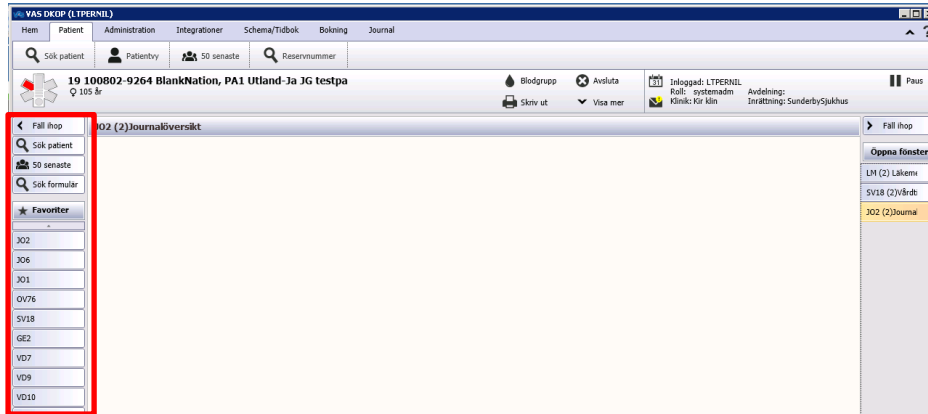 VAS DKOP (LTPERNIL)
Hem Patient Administration Integrationer Schema/Tidbok Bokning Journal
Sök patient Patientvy 50 senaste Reservnummer
19 100802-9264 BlankNation, PA1 Utland-Ja JG testpa
105 år
Blodgrupp Avsluta
Skriv ut Visa mer
31 Inloggad: LTPERNIL
Roll: systemadm Avdelning:
Klinik: Kir klin Inrättning: SunderbySjukhus
Paus
Fäll ihop
Sök patient
50 senaste
Sök formulär
Favoriter
JO2
JO6
JO1
OV76
SV18
GE2
VD7
VD9
VD10
JO2 (2)Journalöversikt
Fäll ihop
Öppna fönster
LM (2) Läkeme
SV18 (2)Vårdti
JO2 (2)Journal